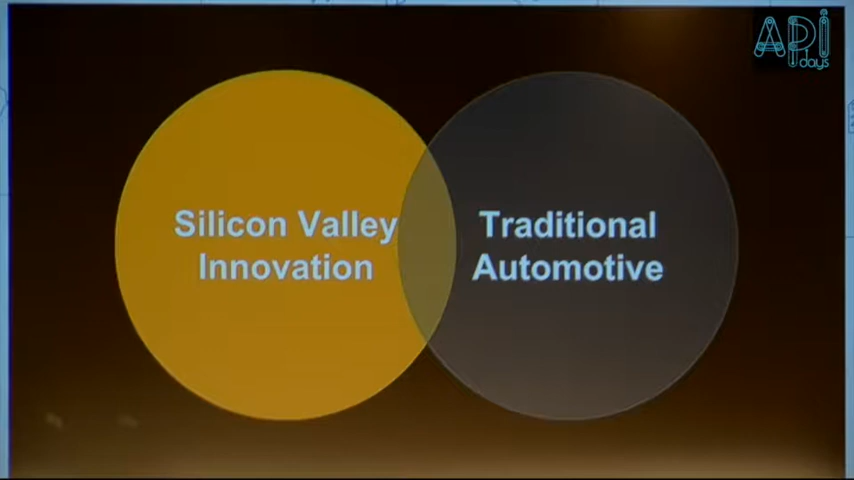 API
days
Silicon Valley
Innovation
Traditional
Automotive